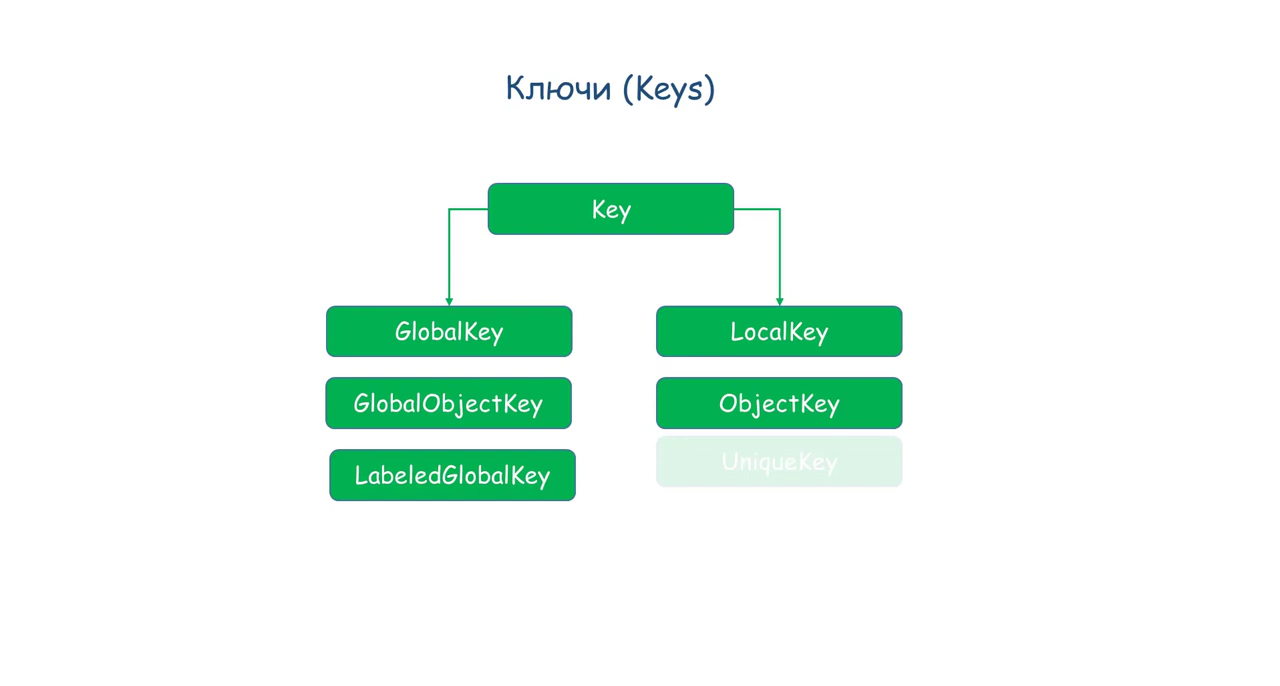 Ключи (Keys)
Key
GlobalKey
LocalKey
GlobalObjectKey
ObjectKey
UniqueKey
LabeledGlobalKey